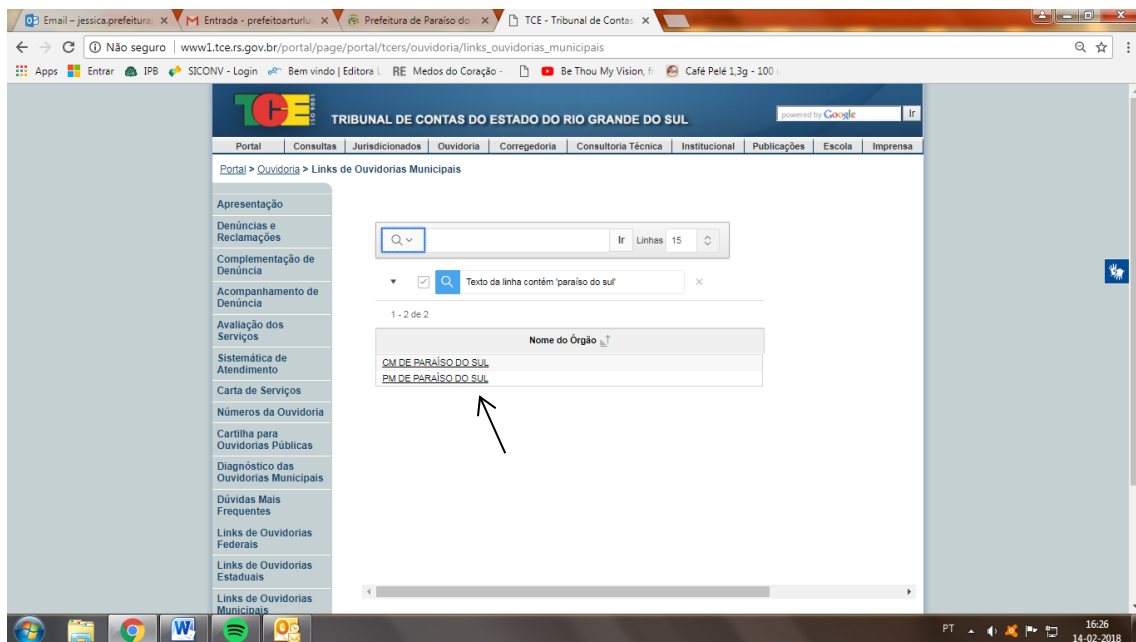 Email – jessica.prefeitura
Entrada - prefeitoarturluc
Prefeitura de Paraíso do
TCE - Tribunal de Contas
Não seguro | www1.tce.rs.gov.br/portal/page/portal/tcers/ouvidoria/links_ouvidorias_municipais
Apps Entrar IPB SICONV - Login Bem vindo | Editora L RE Medos do Coração - Be Thou My Vision, fr Café Pelé 1,3g - 100
TCE ISO 9001
TRIBUNAL DE CONTAS DO ESTADO DO RIO GRANDE DO SUL
powered by Google Ir
Portal Consultas Jurisdicionados Ouvidoria Corregedoria Consultoria Técnica Institucional Publicações Escola Imprensa
Portal > Ouvidoria > Links de Ouvidorias Municipais
Apresentação
Denúncias e
Reclamações
Complementação de
Denúncia
Acompanhamento de
Denúncia
Avaliação dos
Serviços
Sistemática de
Atendimento
Carta de Serviços
Números da Ouvidoria
Cartilha para
Ouvidorias Públicas
Diagnóstico das
Ouvidorias Municipais
Dúvidas Mais
Frequentes
Links de Ouvidorias
Federais
Links de Ouvidorias
Estaduais
Links de Ouvidorias
Municipais
Ir Linhas 15
Texto da linha contém 'paraíso do sul'
1 - 2 de 2
Nome do Órgão
CM DE PARAÍSO DO SUL
PM DE PARAÍSO DO SUL
PT
16:26
14-02-2018